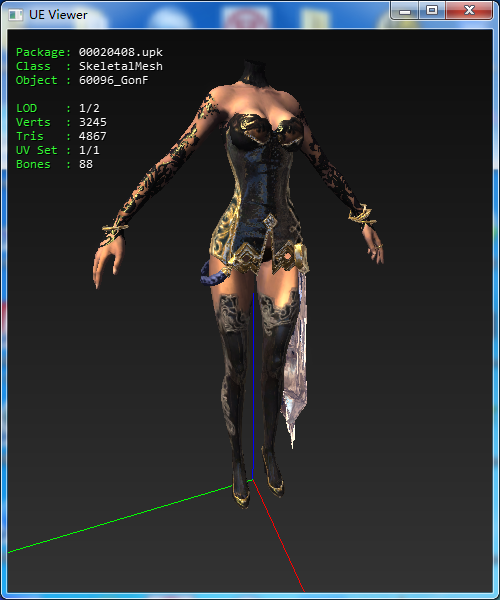 UE Viewer
Package: 00020408.upk
Class : SkeletalMesh
Object : 60096_GonF
LOD : 1/2
Verts : 3245
Tris : 4867
UV Set : 1/1
Bones : 88